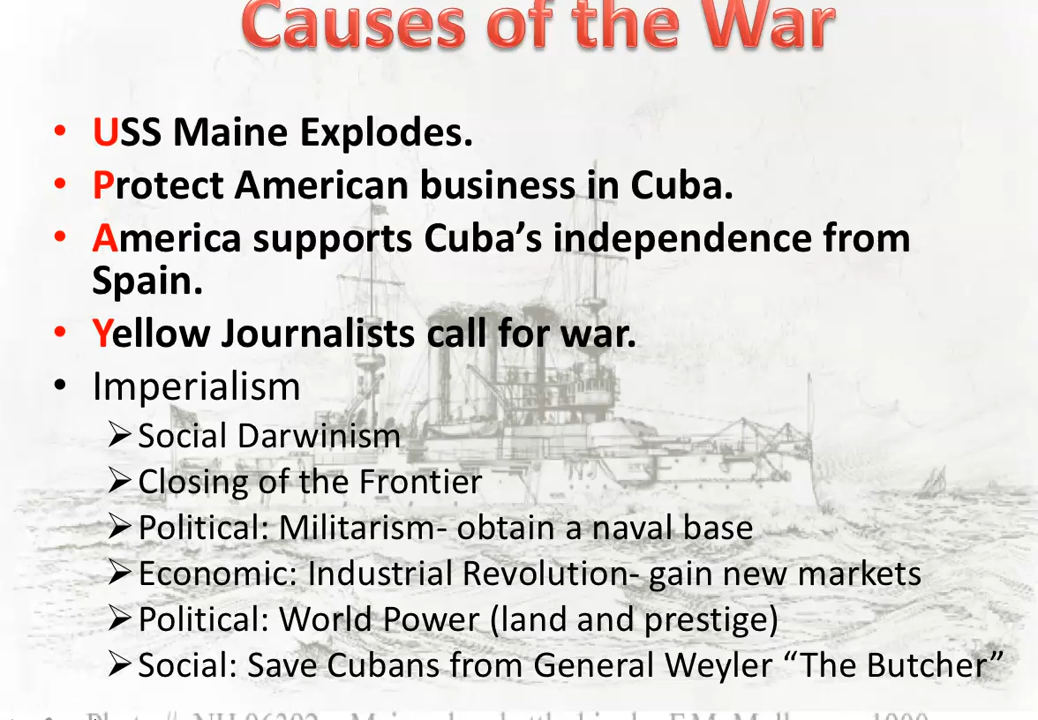 Causes of the War
• USS Maine Explodes.
• Protect American business in Cuba.
• America supports Cuba’s independence from
Spain.
• Yellow Journalists call for war.
• Imperialism
➢Social Darwinism
➢Closing of the Frontier
➢Political: Militarism- obtain a naval base
➢Economic: Industrial Revolution- gain new markets
➢Political: World Power (land and prestige)
➢Social: Save Cubans from General Weyler “The Butcher”